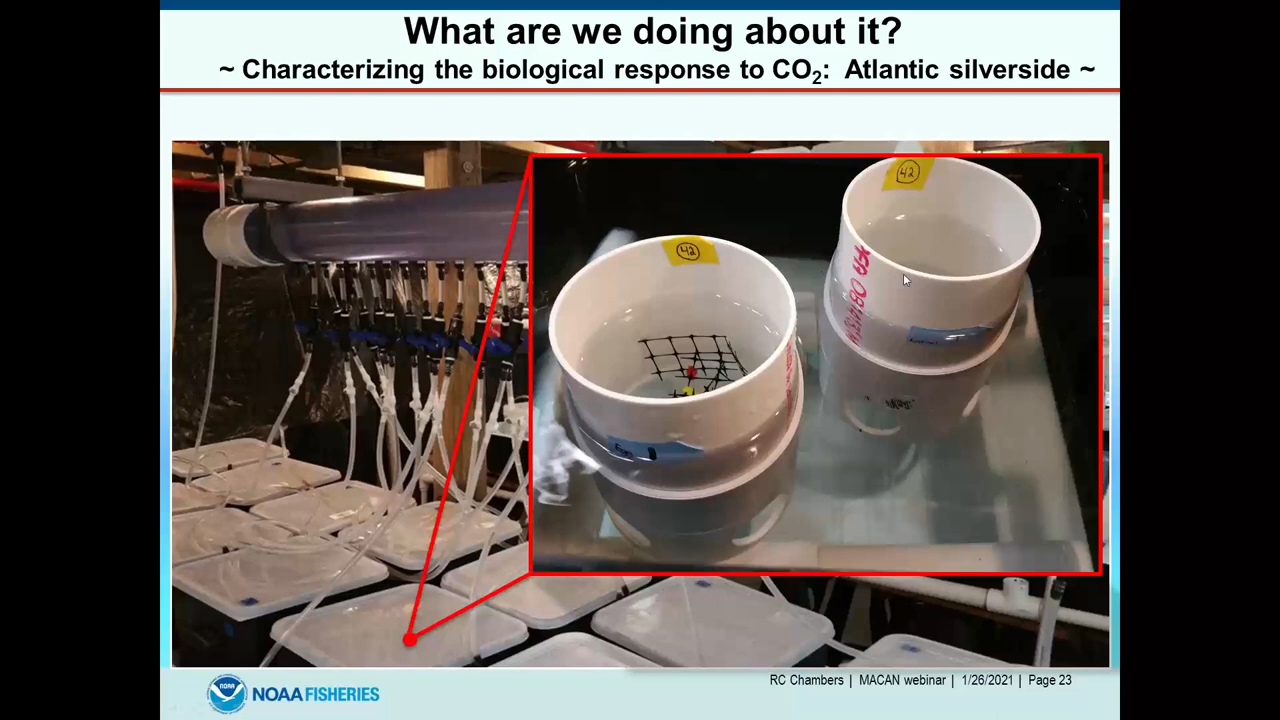 What are we doing about it?
~ Characterizing the biological response to CO₂: Atlantic silverside ~
42
42
NOAA
NOAA FISHERIES
RC Chambers | MACAN webinar | 1/26/2021 | Page 23